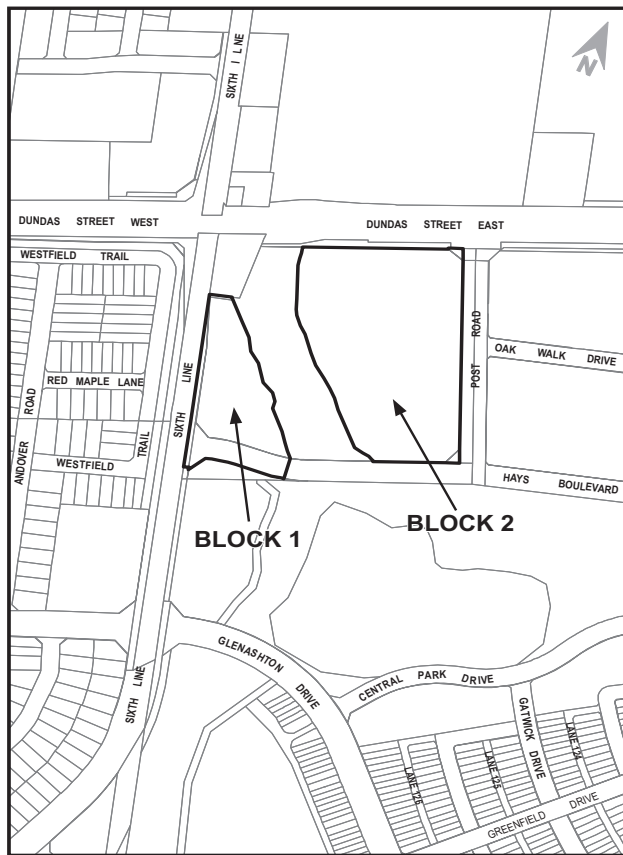 SIXTH LINE
N
DUNDAS STREET WEST
DUNDAS STREET EAST
WESTFIELD TRAIL
ANDOVER ROAD
RED MAPLE LANE
WESTFIELD
TRAIL
SIXTH LINE
POST ROAD
OAK WALK DRIVE
HAYS BOULEVARD
BLOCK 1
BLOCK 2
GLENASHTON DRIVE
CENTRAL PARK DRIVE
SIXTH LINE
GATWICK DRIVE
LANE 124
LANE 125
LANE 126
GREENFIELD DRIVE